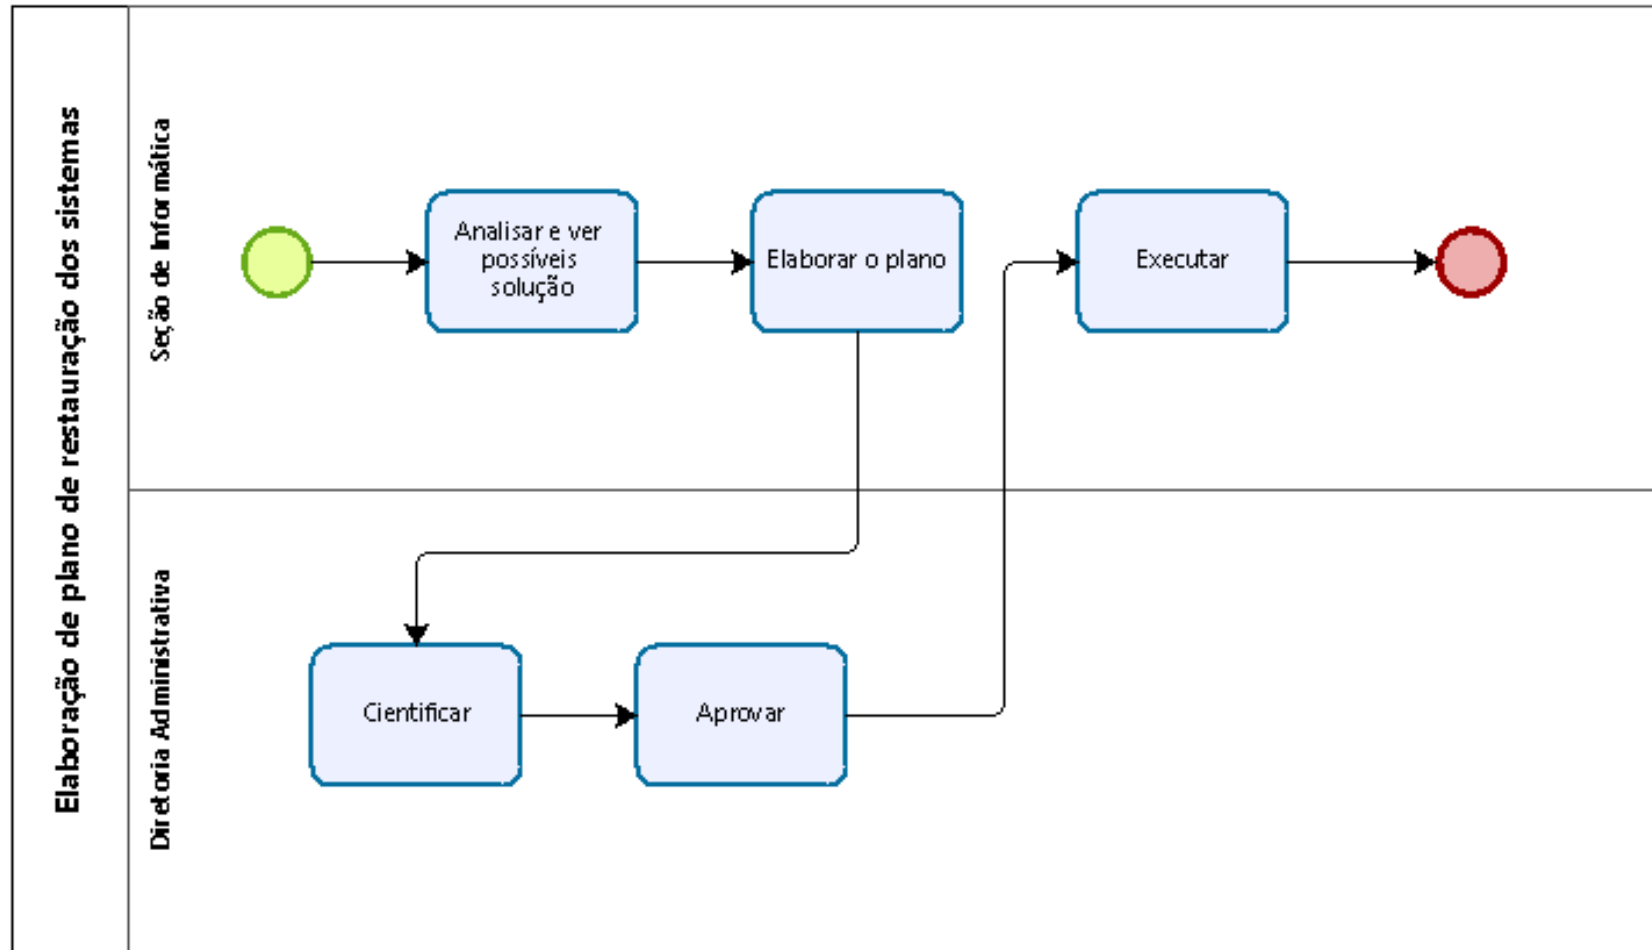 Elaboração de plano de restauração dos sistemas
Seção de Informática
Analisar e ver
possíveis
solução
Elaborar o plano
Executar
Diretoria Administrativa
Cientificar
Aprovar